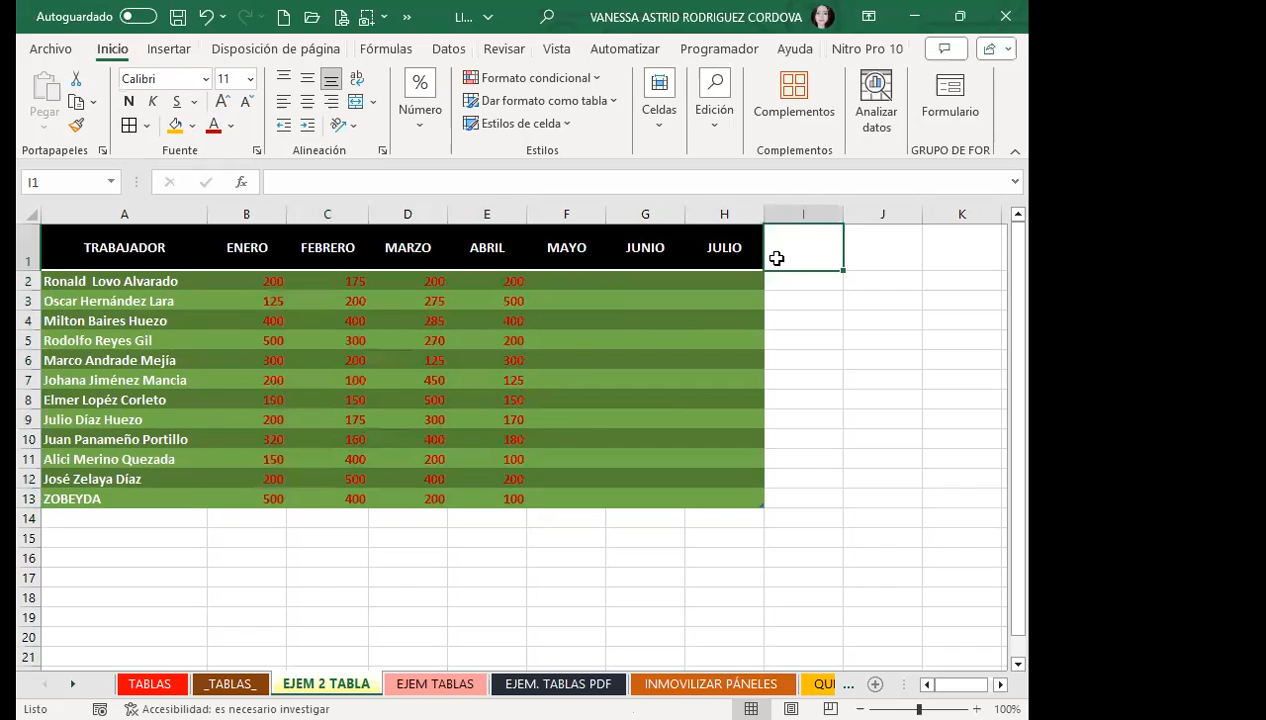 Autoguardado LI... VANESSA ASTRID RODRIGUEZ CORDOVA
Archivo Inicio Insertar Disposición de página Fórmulas Datos Revisar Vista Automatizar Programador Ayuda Nitro Pro 10
Pegar Calibri 11 N K S A A A ab % Número Formato condicional Dar formato como tabla Estilos de celda Celdas Edición Complementos Analizar datos Formulario
Portapapeles Fuente Alineación Estilos Complementos GRUPO DE FOR
I1 fx
A B C D E F G H I J K
1 TRABAJADOR ENERO FEBRERO MARZO ABRIL MAYO JUNIO JULIO
2 Ronald Lovo Alvarado 200 175 200 200
3 Oscar Hernández Lara 125 200 275 500
4 Milton Baires Huezo 400 400 285 400
5 Rodolfo Reyes Gil 500 300 270 200
6 Marco Andrade Mejía 300 200 125 300
7 Johana Jiménez Mancia 200 100 450 125
8 Elmer Lopéz Corleto 190 150 500 150
9 Julio Díaz Huezo 200 175 300 170
10 Juan Panameño Portillo 320 160 400 180
11 Alici Merino Quezada 150 400 200 100
12 José Zelaya Díaz 200 500 400 200
13 ZOBEYDA 500 400 200 100
14
15
16
17
18
19
20
21
TABLAS _TABLAS_ EJEM 2 TABLA EJEM TABLAS EJEM. TABLAS PDF INMOVILIZAR PÁNELES QUI ...
Listo Accesibilidad: es necesario investigar 100%